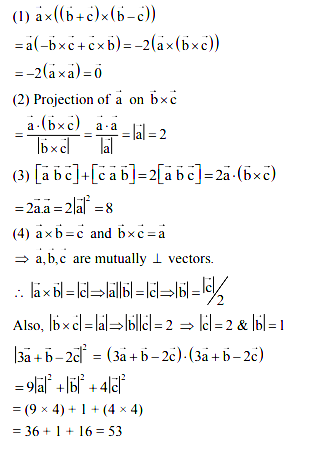 (1) a⃗×((b⃗+c⃗)×(b⃗−c⃗))
=a⃗(−b⃗×c⃗+c⃗×b⃗)=−2(a⃗×(b⃗×c⃗))
=−2(a⃗×a⃗)=0⃗
(2) Projection of a⃗ on b⃗×c⃗
= a⃗·(b⃗×c⃗)/|b⃗×c⃗| = a⃗·a⃗/|a⃗| =|a⃗|=2
(3) [a⃗ b⃗ c⃗]+[c⃗ a⃗ b⃗]=2[a⃗ b⃗ c⃗]=2a⃗·(b⃗×c⃗)
=2a⃗.a⃗=2|a⃗|²=8
(4) a⃗×b⃗=c⃗ and b⃗×c⃗=a⃗
⇒ a⃗,b⃗,c⃗ are mutually ⊥ vectors.
∴ |a⃗×b⃗|=|c⃗|⇒|a⃗||b⃗|=|c⃗|⇒|b⃗|=|c⃗|/2
Also, |b⃗×c⃗|=|a⃗|⇒|b⃗||c⃗|=2 ⇒ |c⃗|=2 & |b⃗|=1
|3a⃗+b⃗−2c⃗|² = (3a⃗+b⃗−2c⃗)·(3a⃗+b⃗−2c⃗)
=9|a⃗|²+|b⃗|²+4|c⃗|²
= (9 × 4) + 1 + (4 × 4)
= 36 + 1 + 16 = 53